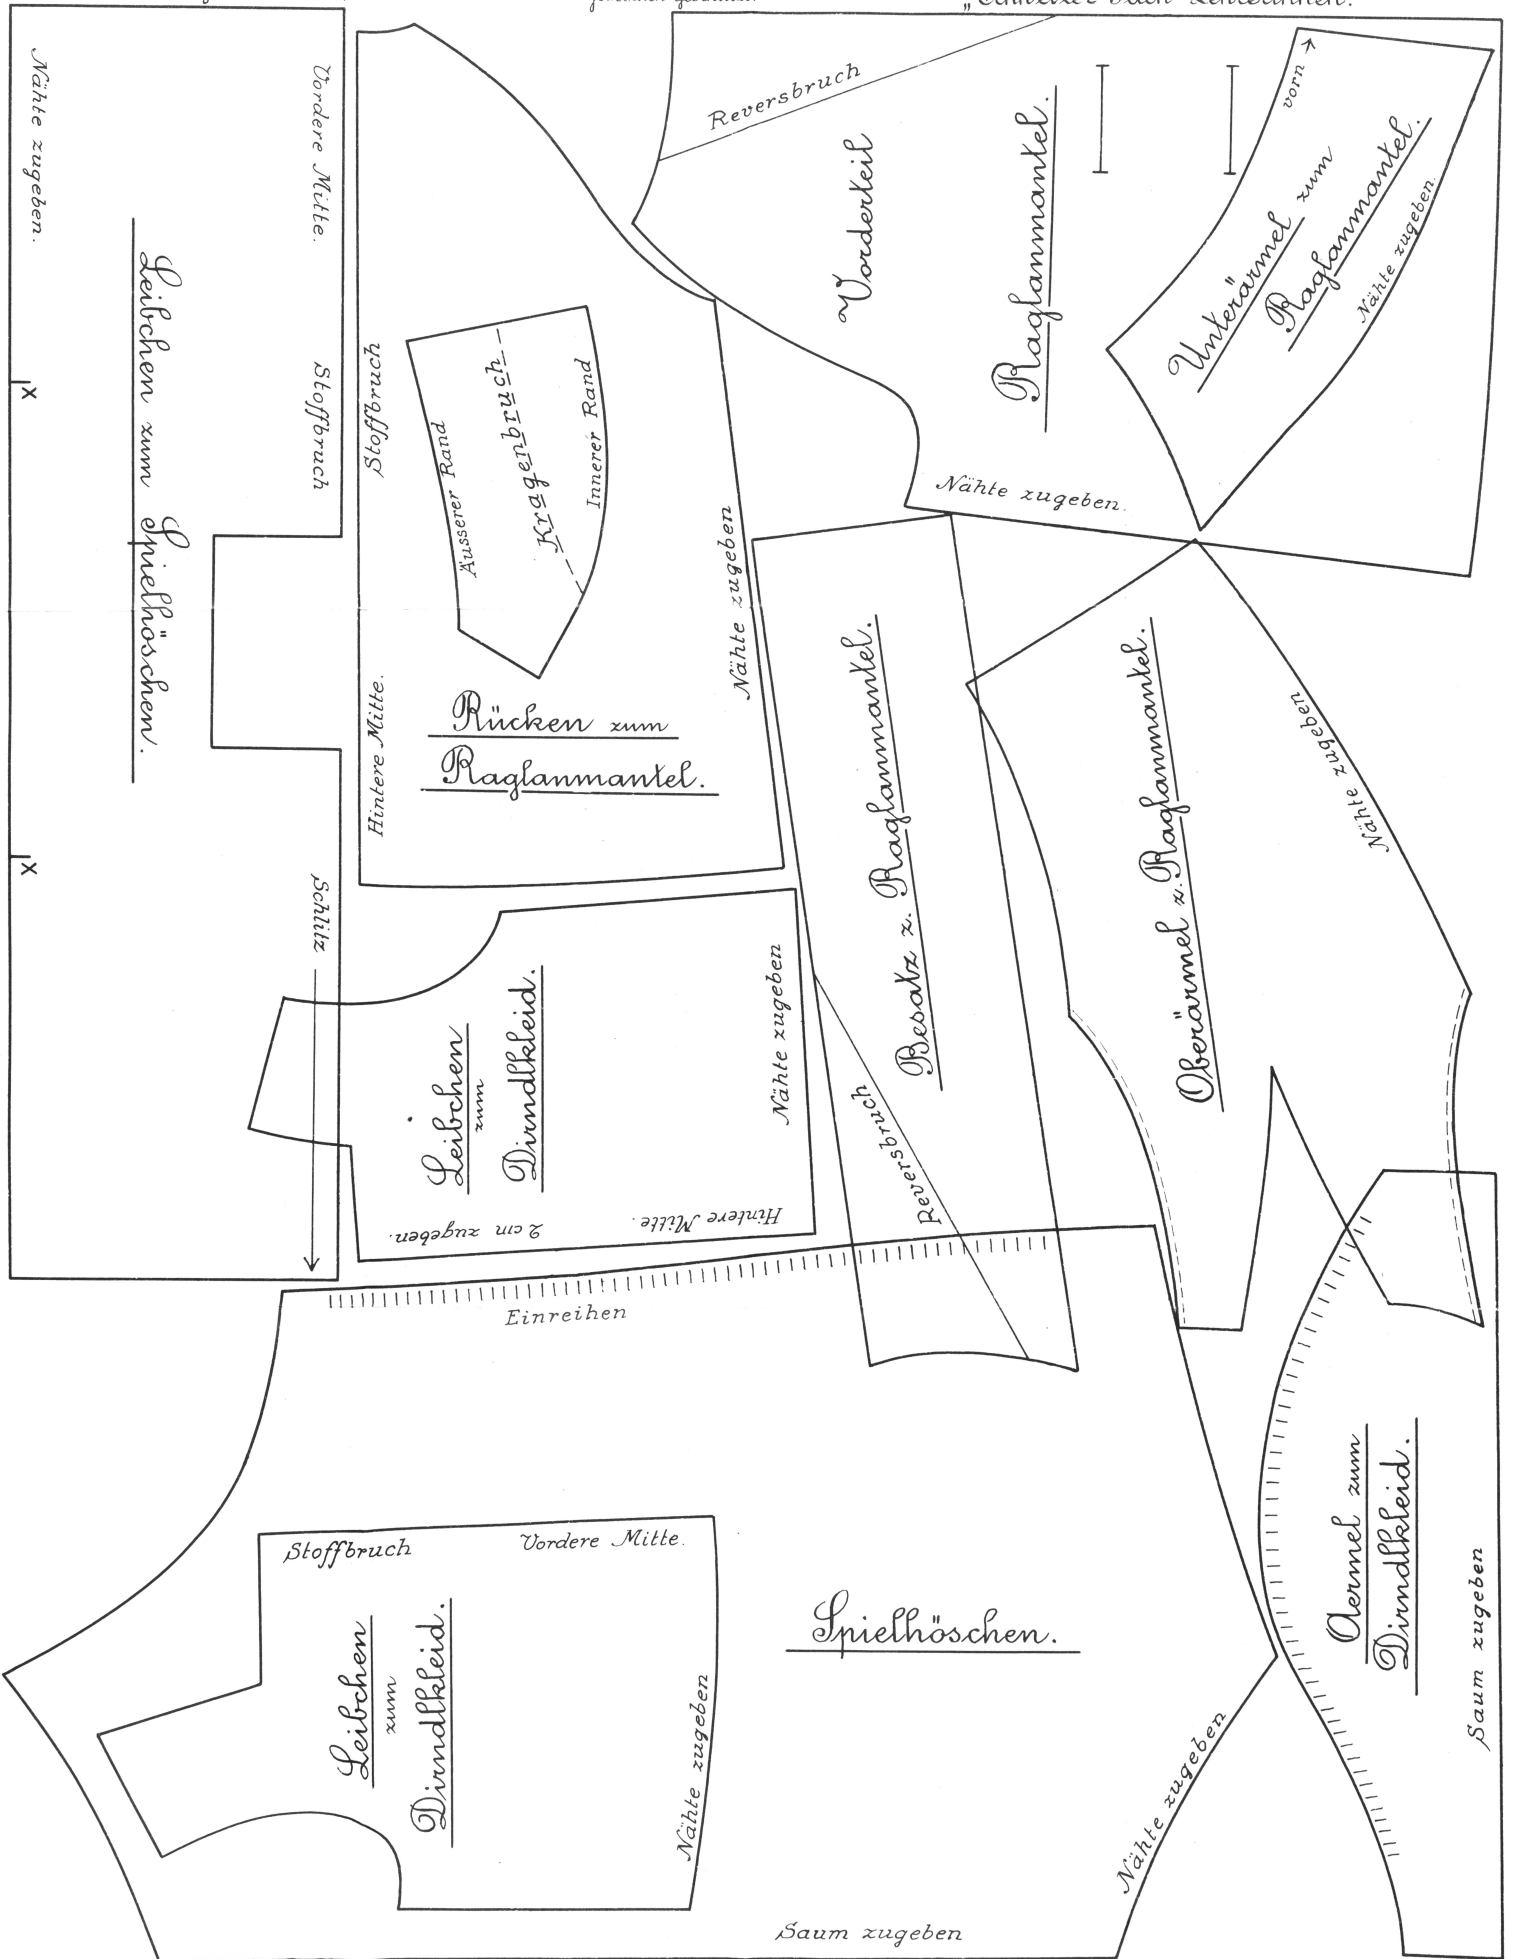 „Schweizer Fach-Lehrerinnen.“
Nähte zugeben.
Vordere Mitte.
Stoffbruch
Leibchen zum Spielhöschen.
x
x
Schlitz
Stoffbruch
Äusserer Rand
Kragenbruch
Innerer Rand
Nähte zugeben
Hintere Mitte.
Rücken zum
Raglanmantel.
Reversbruch
Vorderteil
Raglanmantel.
Nähte zugeben.
vorn
Unterärmel zum
Raglanmantel.
Nähte zugeben.
Besatz z. Raglanmantel.
Reversbruch
Oberärmel z. Raglanmantel.
Nähte zugeben
Leibchen
zum
Dirndlkleid.
Nähte zugeben
Hintere Mitte.
2 cm zugeben.
Einreihen
Stoffbruch
Vordere Mitte.
Leibchen
zum
Dirndlkleid.
Nähte zugeben
Spielhöschen.
Nähte zugeben
Saum zugeben
Aermel zum
Dirndlkleid.
Saum zugeben